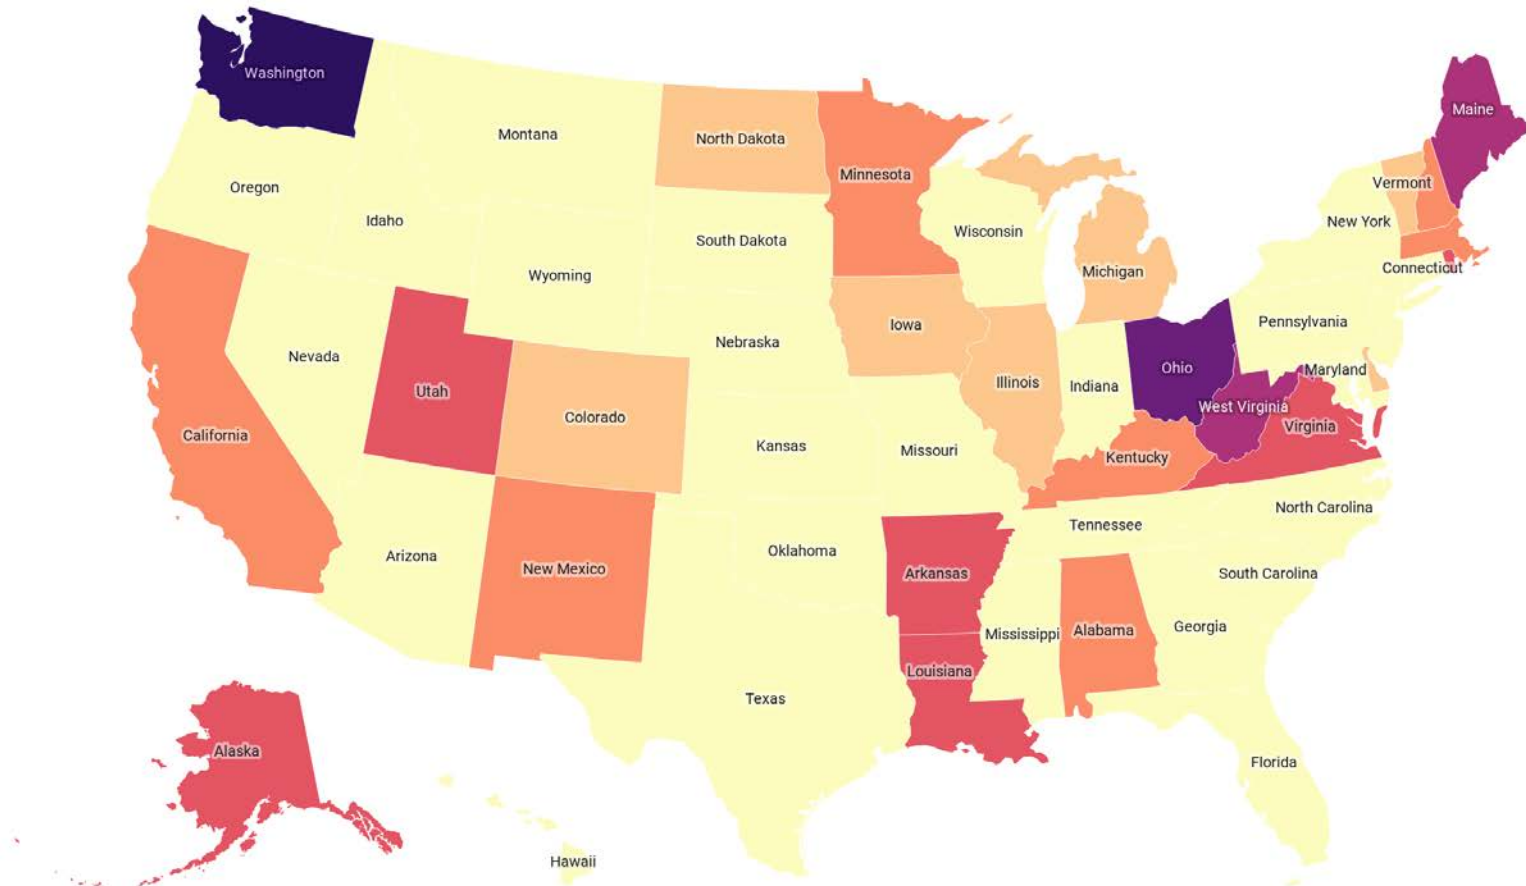 Washington
Montana
North Dakota
Minnesota
Maine
Oregon
Idaho
Wyoming
South Dakota
Wisconsin
Michigan
Vermont
New York
Connecticut
Nevada
Utah
Colorado
Nebraska
Iowa
Illinois
Indiana
Ohio
Pennsylvania
Maryland
West Virginia
Virginia
California
Kansas
Missouri
Kentucky
Arizona
New Mexico
Oklahoma
Arkansas
Tennessee
North Carolina
South Carolina
Mississippi
Alabama
Georgia
Louisiana
Texas
Florida
Alaska
Hawaii